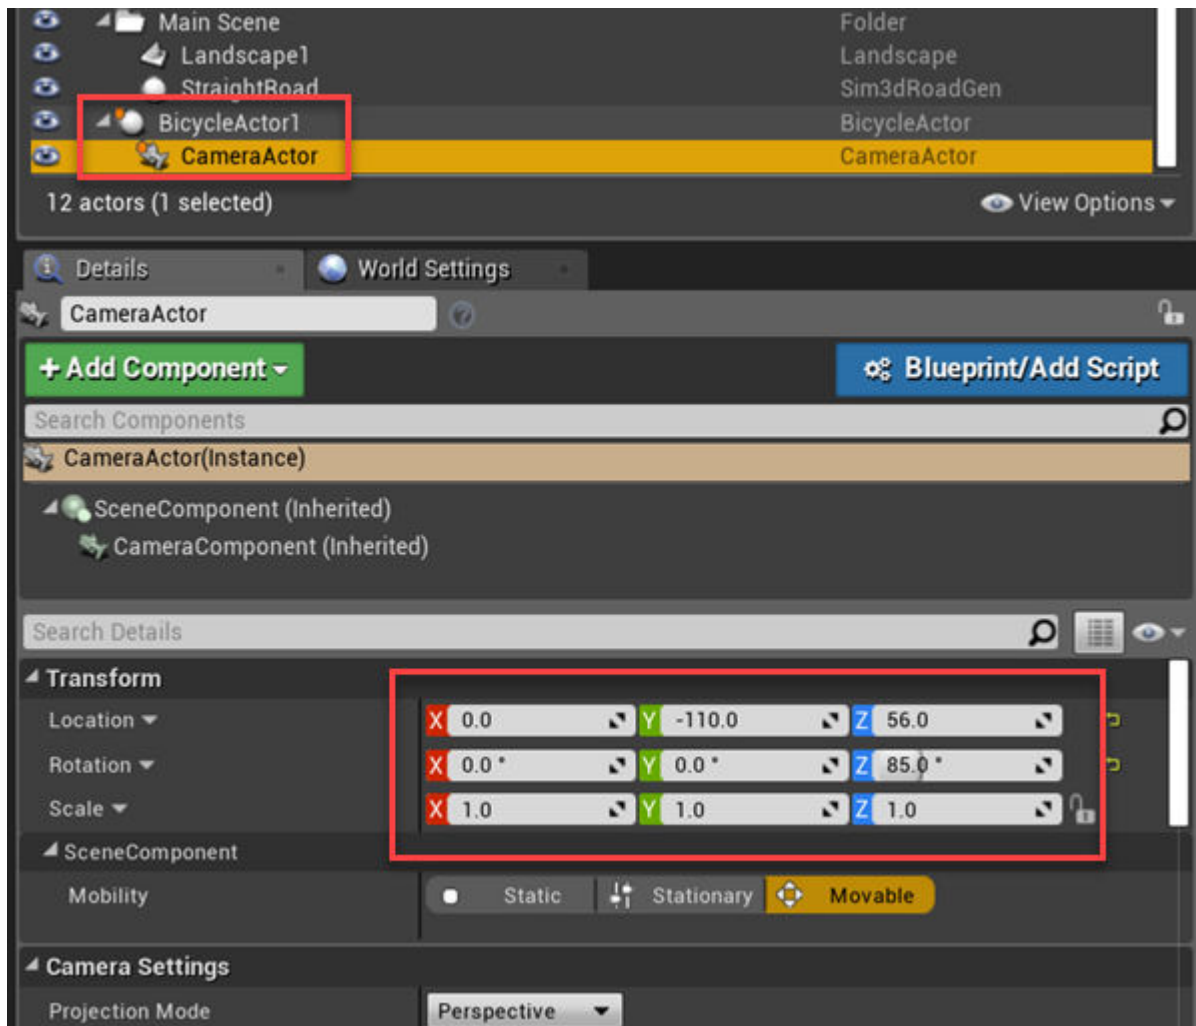 Main Scene Folder
Landscape1 Landscape
StraightRoad Sim3dRoadGen
BicycleActor1 BicycleActor
CameraActor CameraActor
12 actors (1 selected) View Options
Details World Settings
CameraActor
+ Add Component Blueprint/Add Script
Search Components
CameraActor(Instance)
SceneComponent (Inherited)
CameraComponent (Inherited)
Search Details
Transform
Location X 0.0 Y -110.0 Z 56.0
Rotation X 0.0 ° Y 0.0 ° Z 85.0 °
Scale X 1.0 Y 1.0 Z 1.0
SceneComponent
Mobility Static Stationary Movable
Camera Settings
Projection Mode Perspective